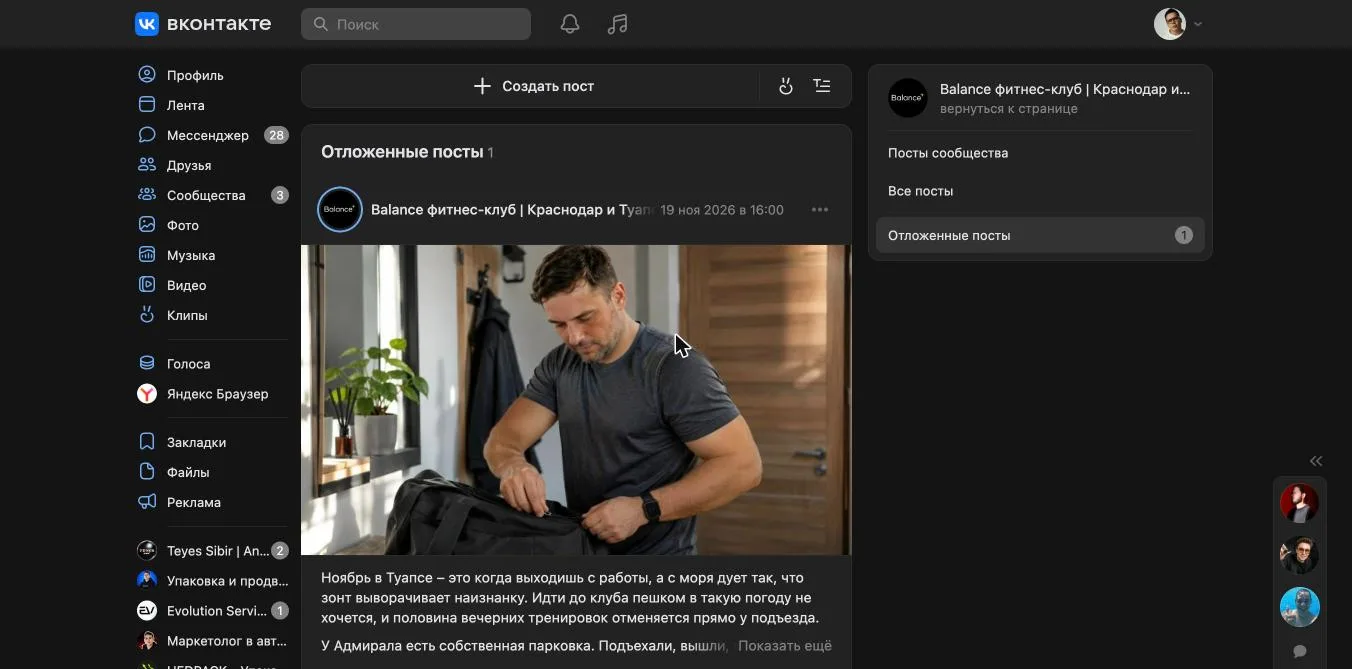 вконтакте
Поиск
Профиль
Лента
Мессенджер 28
Друзья
Сообщества 3
Фото
Музыка
Видео
Клипы
Голоса
Яндекс Браузер
Закладки
Файлы
Реклама
Teyes Sibir | An... 2
Упаковка и продв...
Evolution Servi... 1
Маркетолог в авт...
Создать пост
Отложенные посты 1
Balance фитнес-клуб | Краснодар и Туап 19 ноя 2026 в 16:00
Ноябрь в Туапсе – это когда выходишь с работы, а с моря дует так, что
зонт выворачивает наизнанку. Идти до клуба пешком в такую погоду не
хочется, и половина вечерних тренировок отменяется прямо у подъезда.
У Адмирала есть собственная парковка. Подъехали, вышли, Показать ещё
Balance
Balance фитнес-клуб | Краснодар и...
вернуться к странице
Посты сообщества
Все посты
Отложенные посты 1